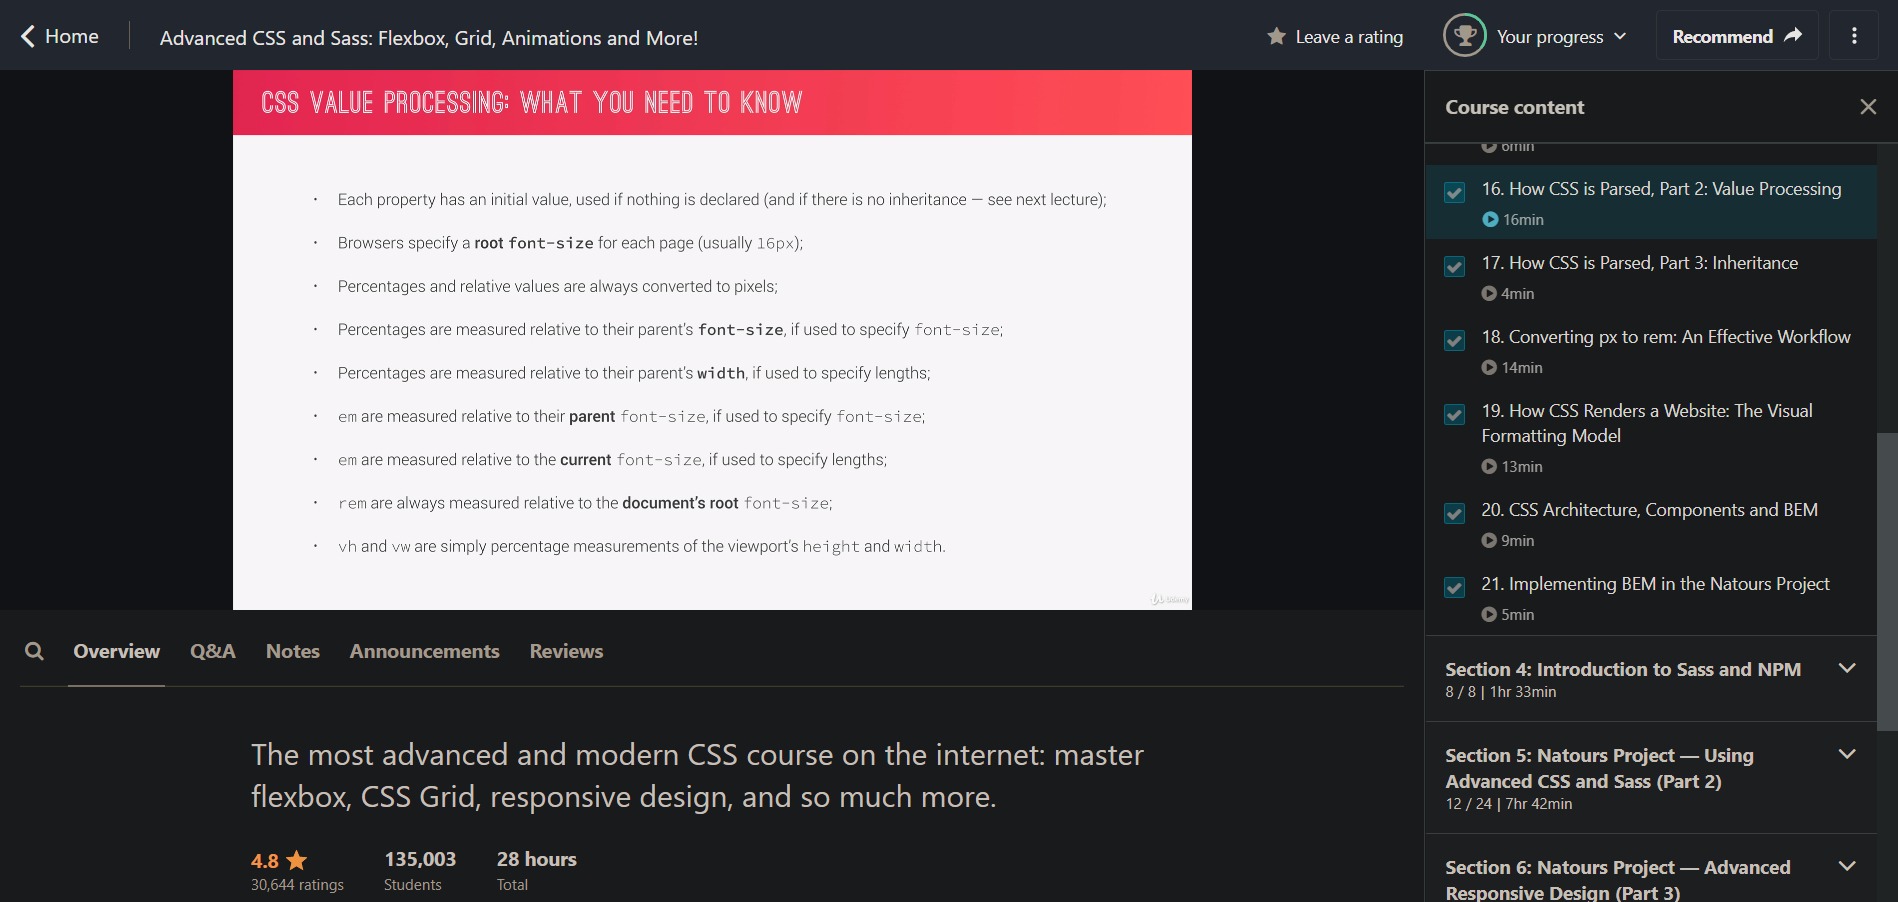 Home
Advanced CSS and Sass: Flexbox, Grid, Animations and More!
Leave a rating
Your progress
Recommend
CSS VALUE PROCESSING: WHAT YOU NEED TO KNOW
• Each property has an initial value, used if nothing is declared (and if there is no inheritance — see next lecture);
• Browsers specify a root font-size for each page (usually 16px);
• Percentages and relative values are always converted to pixels;
• Percentages are measured relative to their parent's font-size, if used to specify font-size;
• Percentages are measured relative to their parent's width, if used to specify lengths;
• em are measured relative to their parent font-size, if used to specify font-size;
• em are measured relative to the current font-size, if used to specify lengths;
• rem are always measured relative to the document's root font-size;
• vh and vw are simply percentage measurements of the viewport's height and width.
Udemy
Overview
Q&A
Notes
Announcements
Reviews
The most advanced and modern CSS course on the internet: master
flexbox, CSS Grid, responsive design, and so much more.
4.8
30,644 ratings
135,003
Students
28 hours
Total
Course content
6min
16. How CSS is Parsed, Part 2: Value Processing
16min
17. How CSS is Parsed, Part 3: Inheritance
4min
18. Converting px to rem: An Effective Workflow
14min
19. How CSS Renders a Website: The Visual
Formatting Model
13min
20. CSS Architecture, Components and BEM
9min
21. Implementing BEM in the Natours Project
5min
Section 4: Introduction to Sass and NPM
8 / 8 | 1hr 33min
Section 5: Natours Project — Using
Advanced CSS and Sass (Part 2)
12 / 24 | 7hr 42min
Section 6: Natours Project — Advanced
Responsive Design (Part 3)